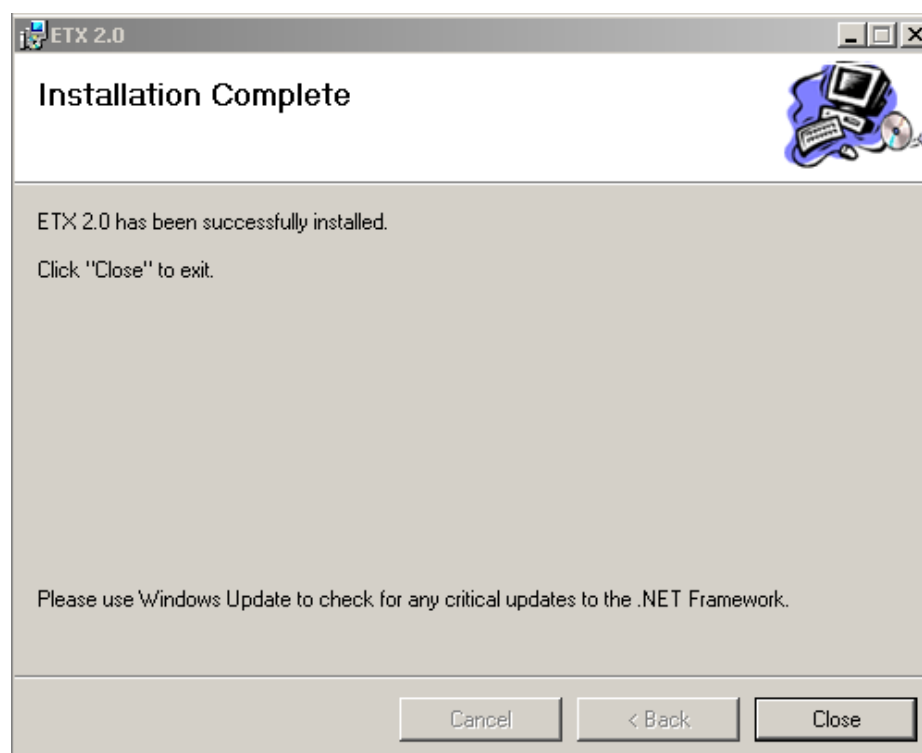 ETX 2.0
Installation Complete
ETX 2.0 has been successfully installed.
Click "Close" to exit.
Please use Windows Update to check for any critical updates to the .NET Framework.
Cancel
< Back
Close